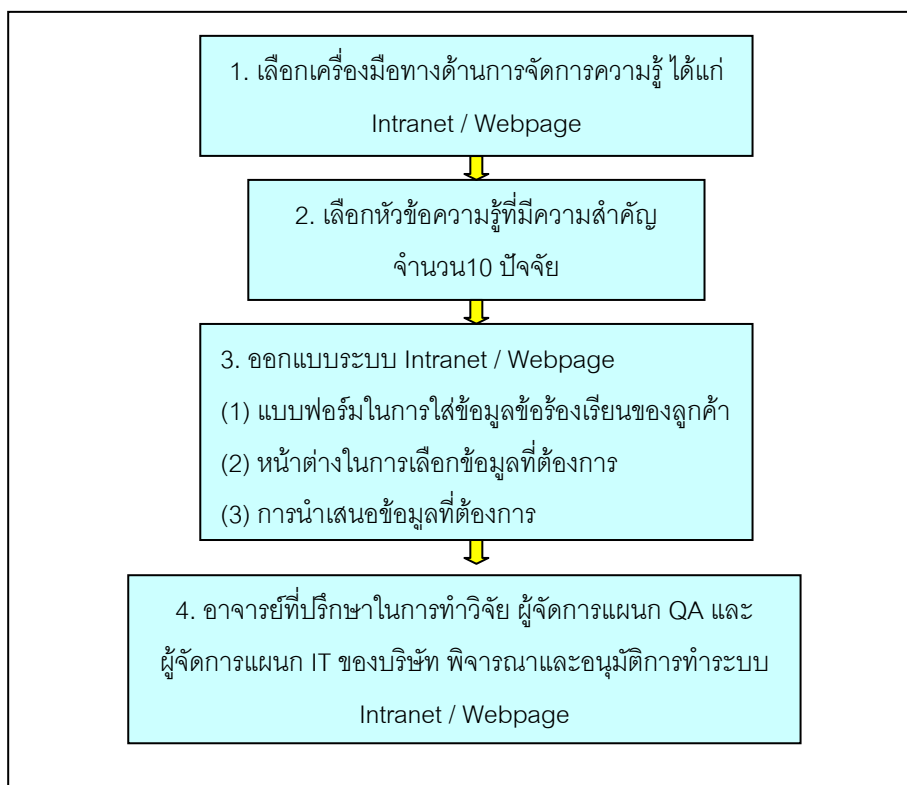 1. เลือกเครื่องมือทางด้านการจัดการความรู้ ได้แก่
Intranet / Webpage
2. เลือกหัวข้อความรู้ที่มีความสำคัญ
จำนวน10 ปัจจัย
3. ออกแบบระบบ Intranet / Webpage
(1) แบบฟอร์มในการใส่ข้อมูลข้อร้องเรียนของลูกค้า
(2) หน้าต่างในการเลือกข้อมูลที่ต้องการ
(3) การนำเสนอข้อมูลที่ต้องการ
4. อาจารย์ที่ปรึกษาในการทำวิจัย ผู้จัดการแผนก QA และ
ผู้จัดการแผนก IT ของบริษัท พิจารณาและอนุมัติการทำระบบ
Intranet / Webpage